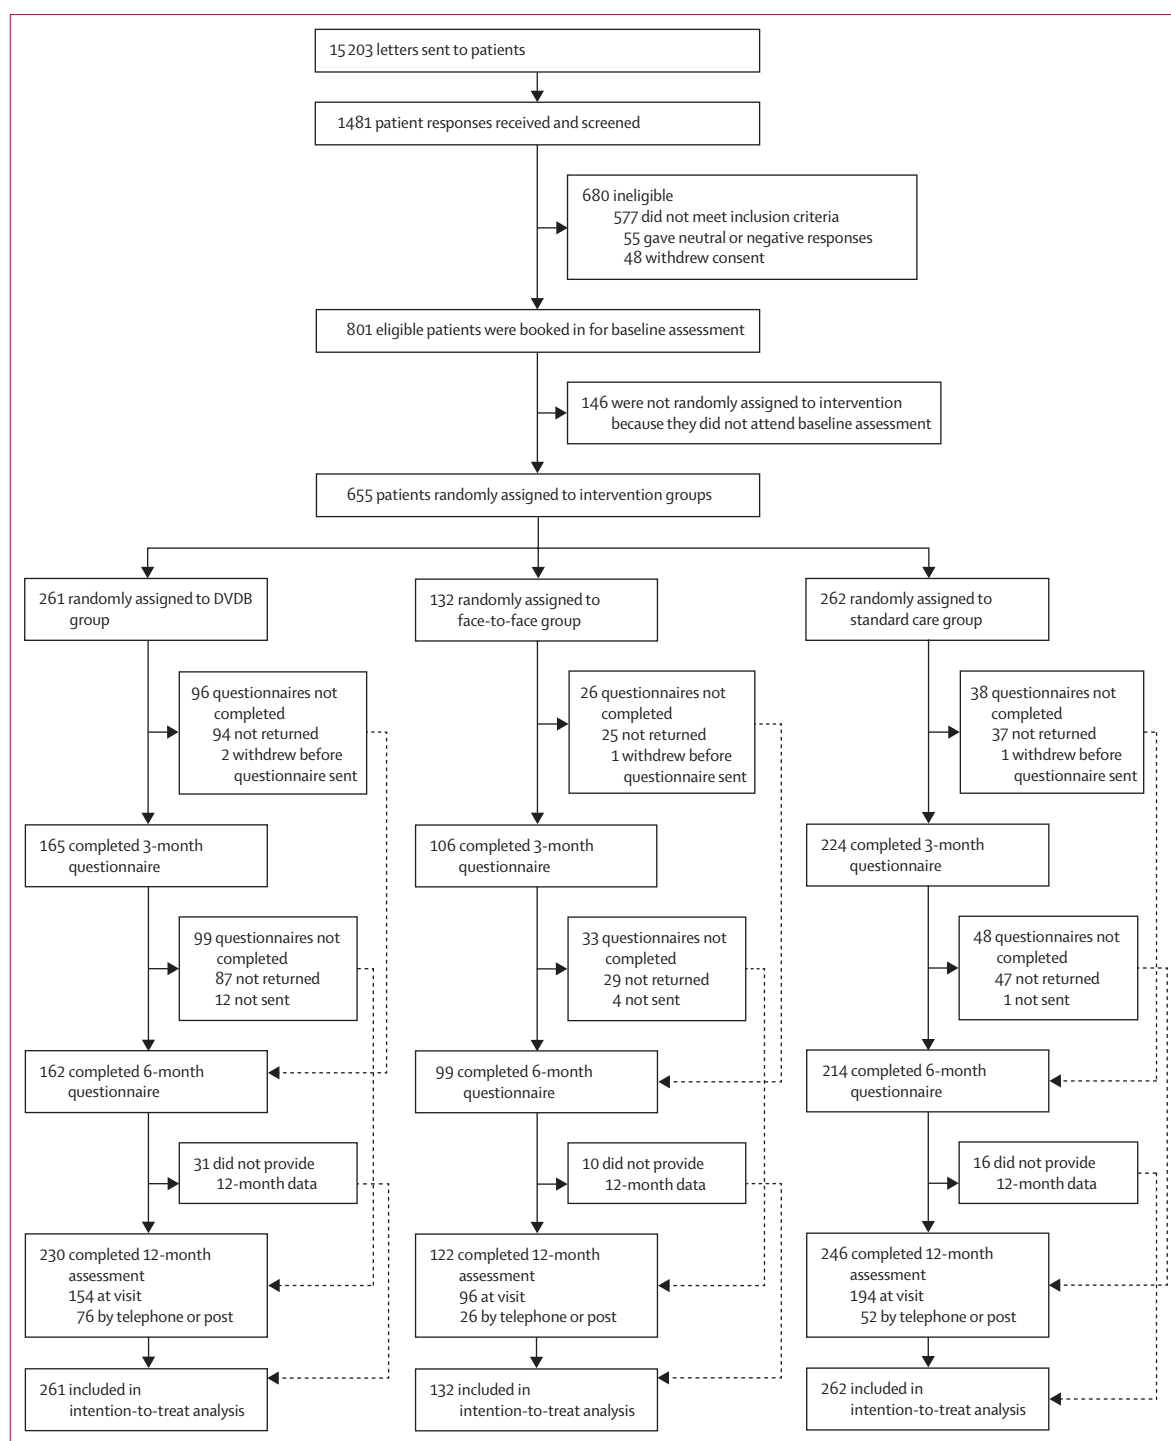 15 203 letters sent to patients
1481 patient responses received and screened
680 ineligible
577 did not meet inclusion criteria
55 gave neutral or negative responses
48 withdrew consent
801 eligible patients were booked in for baseline assessment
146 were not randomly assigned to intervention
because they did not attend baseline assessment
655 patients randomly assigned to intervention groups
261 randomly assigned to DVDB
group
132 randomly assigned to
face-to-face group
262 randomly assigned to
standard care group
96 questionnaires not
completed
94 not returned
2 withdrew before
questionnaire sent
26 questionnaires not
completed
25 not returned
1 withdrew before
questionnaire sent
38 questionnaires not
completed
37 not returned
1 withdrew before
questionnaire sent
165 completed 3-month
questionnaire
106 completed 3-month
questionnaire
224 completed 3-month
questionnaire
99 questionnaires not
completed
87 not returned
12 not sent
33 questionnaires not
completed
29 not returned
4 not sent
48 questionnaires not
completed
47 not returned
1 not sent
162 completed 6-month
questionnaire
99 completed 6-month
questionnaire
214 completed 6-month
questionnaire
31 did not provide
12-month data
10 did not provide
12-month data
16 did not provide
12-month data
230 completed 12-month
assessment
154 at visit
76 by telephone or post
122 completed 12-month
assessment
96 at visit
26 by telephone or post
246 completed 12-month
assessment
194 at visit
52 by telephone or post
261 included in
intention-to-treat analysis
132 included in
intention-to-treat analysis
262 included in
intention-to-treat analysis